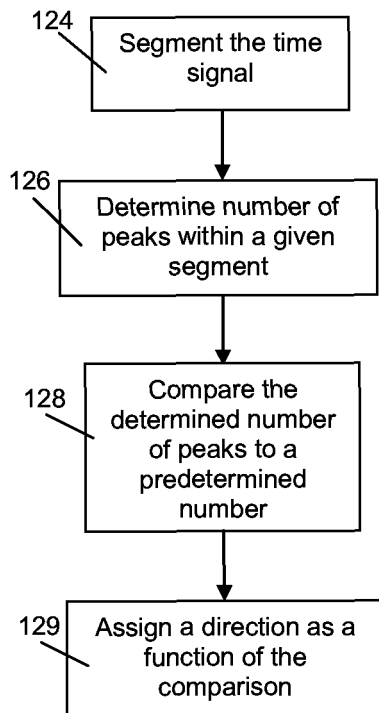 124
Segment the time
signal
126
Determine number of
peaks within a given
segment
128
Compare the
determined number
of peaks to a
predetermined
number
129
Assign a direction as a
function of the
comparison